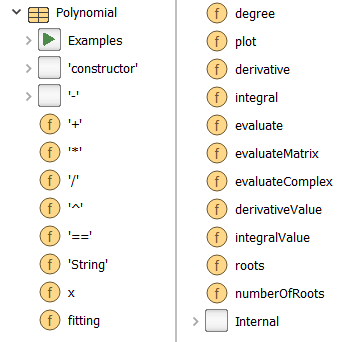 Polynomial
Examples
'constructor'
'-'
f '+'
f '*'
f '/'
f '^'
f '=='
f 'String'
f x
f fitting
f degree
f plot
f derivative
f integral
f evaluate
f evaluateMatrix
f evaluateComplex
f derivativeValue
f integralValue
f roots
f numberOfRoots
Internal